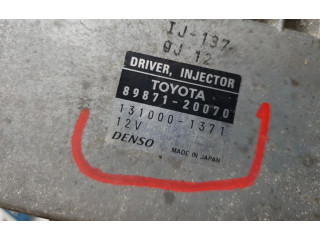 IJ-137
9J 12
DRIVER, INJECTOR
TOYOTA
89871-20070
131000-1371
12V
DENSO MADE IN JAPAN